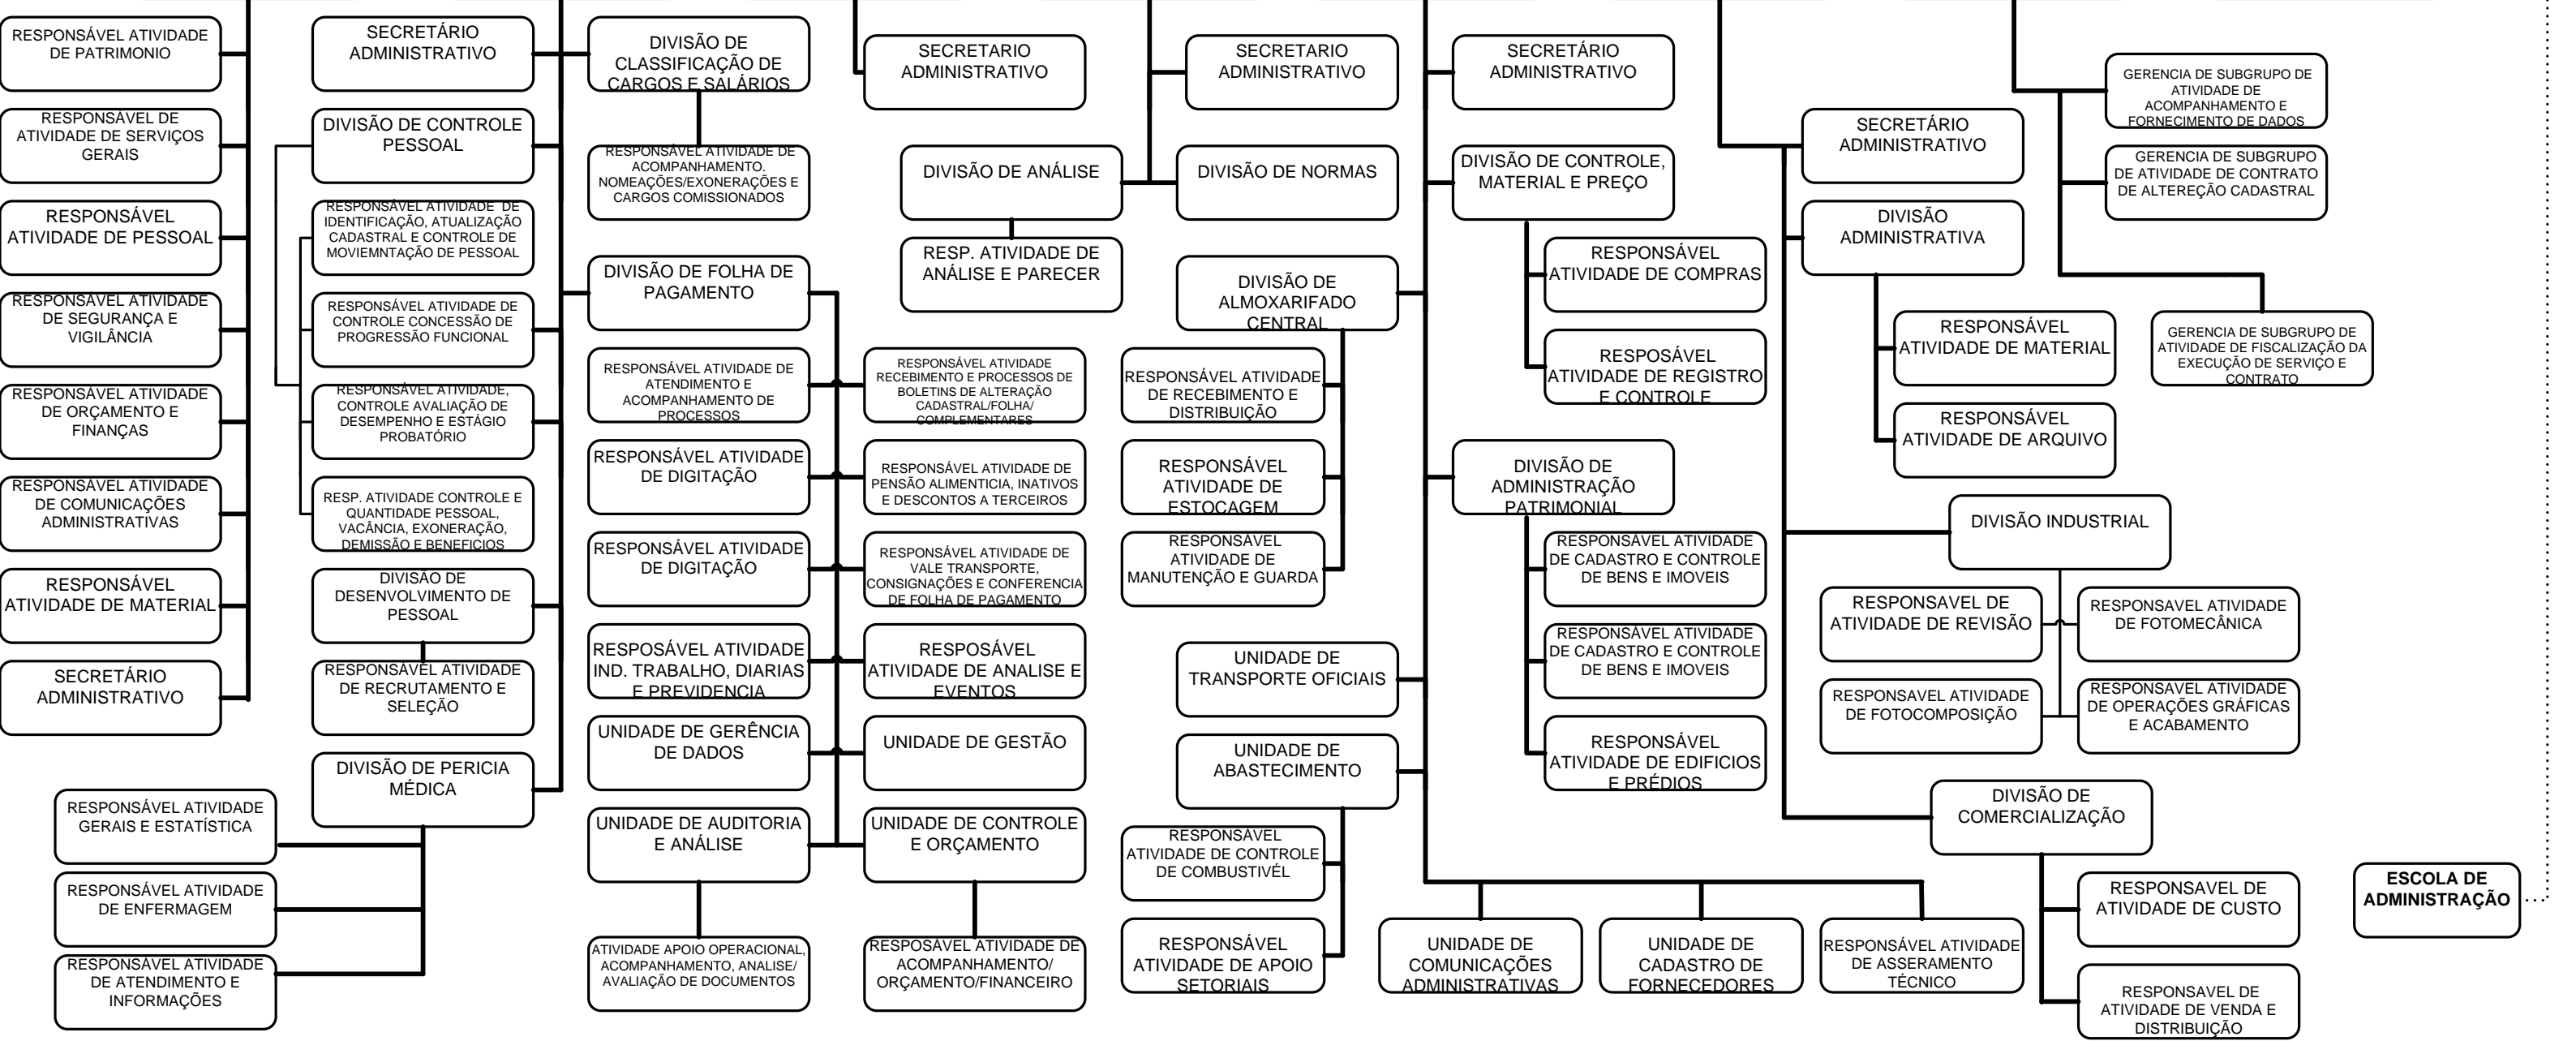 RESPONSÁVEL ATIVIDADE
DE PATRIMONIO
RESPONSÁVEL DE
ATIVIDADE DE SERVIÇOS
GERAIS
RESPONSÁVEL
ATIVIDADE DE PESSOAL
RESPONSÁVEL ATIVIDADE
DE SEGURANÇA E
VIGILÂNCIA
RESPONSÁVEL ATIVIDADE
DE ORÇAMENTO E
FINANÇAS
RESPONSÁVEL ATIVIDADE
DE COMUNICAÇÕES
ADMINISTRATIVAS
RESPONSÁVEL
ATIVIDADE DE MATERIAL
SECRETÁRIO
ADMINISTRATIVO
RESPONSÁVEL ATIVIDADE
GERAIS E ESTATÍSTICA
RESPONSÁVEL ATIVIDADE
DE ENFERMAGEM
RESPONSÁVEL ATIVIDADE
DE ATENDIMENTO E
INFORMAÇÕES
SECRETÁRIO
ADMINISTRATIVO
DIVISÃO DE CONTROLE
PESSOAL
RESPONSÁVEL ATIVIDADE DE
IDENTIFICAÇÃO, ATUALIZAÇÃO
CADASTRAL E CONTROLE DE
MOVIEMNTAÇÃO DE PESSOAL
RESPONSÁVEL ATIVIDADE DE
CONTROLE CONCESSÃO DE
PROGRESSÃO FUNCIONAL
RESPONSÁVEL ATIVIDADE,
CONTROLE AVALIAÇÃO DE
DESEMPENHO E ESTÁGIO
PROBATÓRIO
RESP. ATIVIDADE CONTROLE E
QUANTIDADE PESSOAL,
VACÂNCIA, EXONERAÇÃO,
DEMISSÃO E BENEFICIOS
DIVISÃO DE
DESENVOLVIMENTO DE
PESSOAL
RESPONSÁVEL ATIVIDADE
DE RECRUTAMENTO E
SELEÇÃO
DIVISÃO DE PERICIA
MÉDICA
DIVISÃO DE
CLASSIFICAÇÃO DE
CARGOS E SALÁRIOS
RESPONSÁVEL ATIVIDADE DE
ACOMPANHAMENTO.
NOMEAÇÕES/EXONERAÇÕES E
CARGOS COMISSIONADOS
DIVISÃO DE FOLHA DE
PAGAMENTO
RESPONSÁVEL ATIVIDADE DE
ATENDIMENTO E
ACOMPANHAMENTO DE
PROCESSOS
RESPONSÁVEL ATIVIDADE
DE DIGITAÇÃO
RESPONSÁVEL ATIVIDADE
DE DIGITAÇÃO
RESPOSÁVEL ATIVIDADE
IND. TRABALHO, DIARIAS
E PREVIDENCIA
UNIDADE DE GERÊNCIA
DE DADOS
UNIDADE DE AUDITORIA
E ANÁLISE
ATIVIDADE APOIO OPERACIONAL,
ACOMPANHAMENTO, ANALISE/
AVALIAÇÃO DE DOCUMENTOS
RESPONSÁVEL ATIVIDADE
RECEBIMENTO E PROCESSOS DE
BOLETINS DE ALTERAÇÃO
CADASTRAL/FOLHA/
COMPLEMENTARES
RESPONSÁVEL ATIVIDADE DE
PENSÃO ALIMENTICIA, INATIVOS
E DESCONTOS A TERCEIROS
RESPONSÁVEL ATIVIDADE DE
VALE TRANSPORTE,
CONSIGNAÇÕES E CONFERENCIA
DE FOLHA DE PAGAMENTO
RESPOSÁVEL
ATIVIDADE DE ANALISE E
EVENTOS
UNIDADE DE GESTÃO
UNIDADE DE CONTROLE
E ORÇAMENTO
RESPOSÁVEL ATIVIDADE DE
ACOMPANHAMENTO/
ORÇAMENTO/FINANCEIRO
SECRETARIO
ADMINISTRATIVO
SECRETARIO
ADMINISTRATIVO
DIVISÃO DE ANÁLISE
DIVISÃO DE NORMAS
RESP. ATIVIDADE DE
ANÁLISE E PARECER
DIVISÃO DE
ALMOXARIFADO
CENTRAL
RESPONSÁVEL ATIVIDADE
DE RECEBIMENTO E
DISTRIBUIÇÃO
RESPONSÁVEL
ATIVIDADE DE
ESTOCAGEM
RESPONSÁVEL
ATIVIDADE DE
MANUTENÇÃO E GUARDA
UNIDADE DE
TRANSPORTE OFICIAIS
UNIDADE DE
ABASTECIMENTO
RESPONSÁVEL
ATIVIDADE DE CONTROLE
DE COMBUSTIVÉL
RESPONSÁVEL
ATIVIDADE DE APOIO
SETORIAIS
SECRETÁRIO
ADMINISTRATIVO
DIVISÃO DE CONTROLE,
MATERIAL E PREÇO
RESPONSÁVEL
ATIVIDADE DE COMPRAS
RESPOSÁVEL
ATIVIDADE DE REGISTRO
E CONTROLE
DIVISÃO DE
ADMINISTRAÇÃO
PATRIMONIAL
RESPONSÁVEL ATIVIDADE
DE CADASTRO E CONTROLE
DE BENS E IMOVEIS
RESPONSÁVEL ATIVIDADE
DE CADASTRO E CONTROLE
DE BENS E IMOVEIS
RESPONSÁVEL
ATIVIDADE DE EDIFICIOS
E PRÉDIOS
UNIDADE DE
COMUNICAÇÕES
ADMINISTRATIVAS
UNIDADE DE
CADASTRO DE
FORNECEDORES
RESPONSÁVEL ATIVIDADE
DE ASSERAMENTO
TÉCNICO
SECRETÁRIO
ADMINISTRATIVO
DIVISÃO
ADMINISTRATIVA
RESPONSÁVEL
ATIVIDADE DE MATERIAL
RESPONSÁVEL
ATIVIDADE DE ARQUIVO
DIVISÃO INDUSTRIAL
RESPONSAVEL DE
ATIVIDADE DE REVISÃO
RESPONSAVEL ATIVIDADE
DE FOTOMECÂNICA
RESPONSAVEL ATIVIDADE
DE FOTOCOMPOSIÇÃO
RESPONSAVEL ATIVIDADE
DE OPERAÇÕES GRÁFICAS
E ACABAMENTO
DIVISÃO DE
COMERCIALIZAÇÃO
RESPONSAVEL DE
ATIVIDADE DE CUSTO
RESPONSAVEL DE
ATIVIDADE DE VENDA E
DISTRIBUIÇÃO
GERENCIA DE SUBGRUPO DE
ATIVIDADE DE
ACOMPANHAMENTO E
FORNECIMENTO DE DADOS
GERENCIA DE SUBGRUPO
DE ATIVIDADE DE CONTRATO
DE ALTEREÇÃO CADASTRAL
GERENCIA DE SUBGRUPO DE
ATIVIDADE DE FISCALIZAÇÃO DA
EXECUÇÃO DE SERVIÇO E
CONTRATO
ESCOLA DE
ADMINISTRAÇÃO